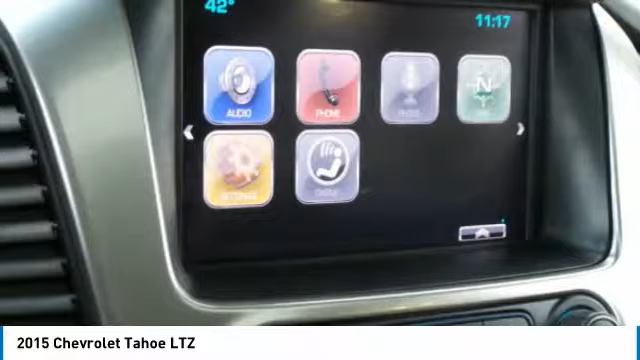 42°
11:17
AUDIO
PHONE
N
SETTINGS
2015 Chevrolet Tahoe LTZ